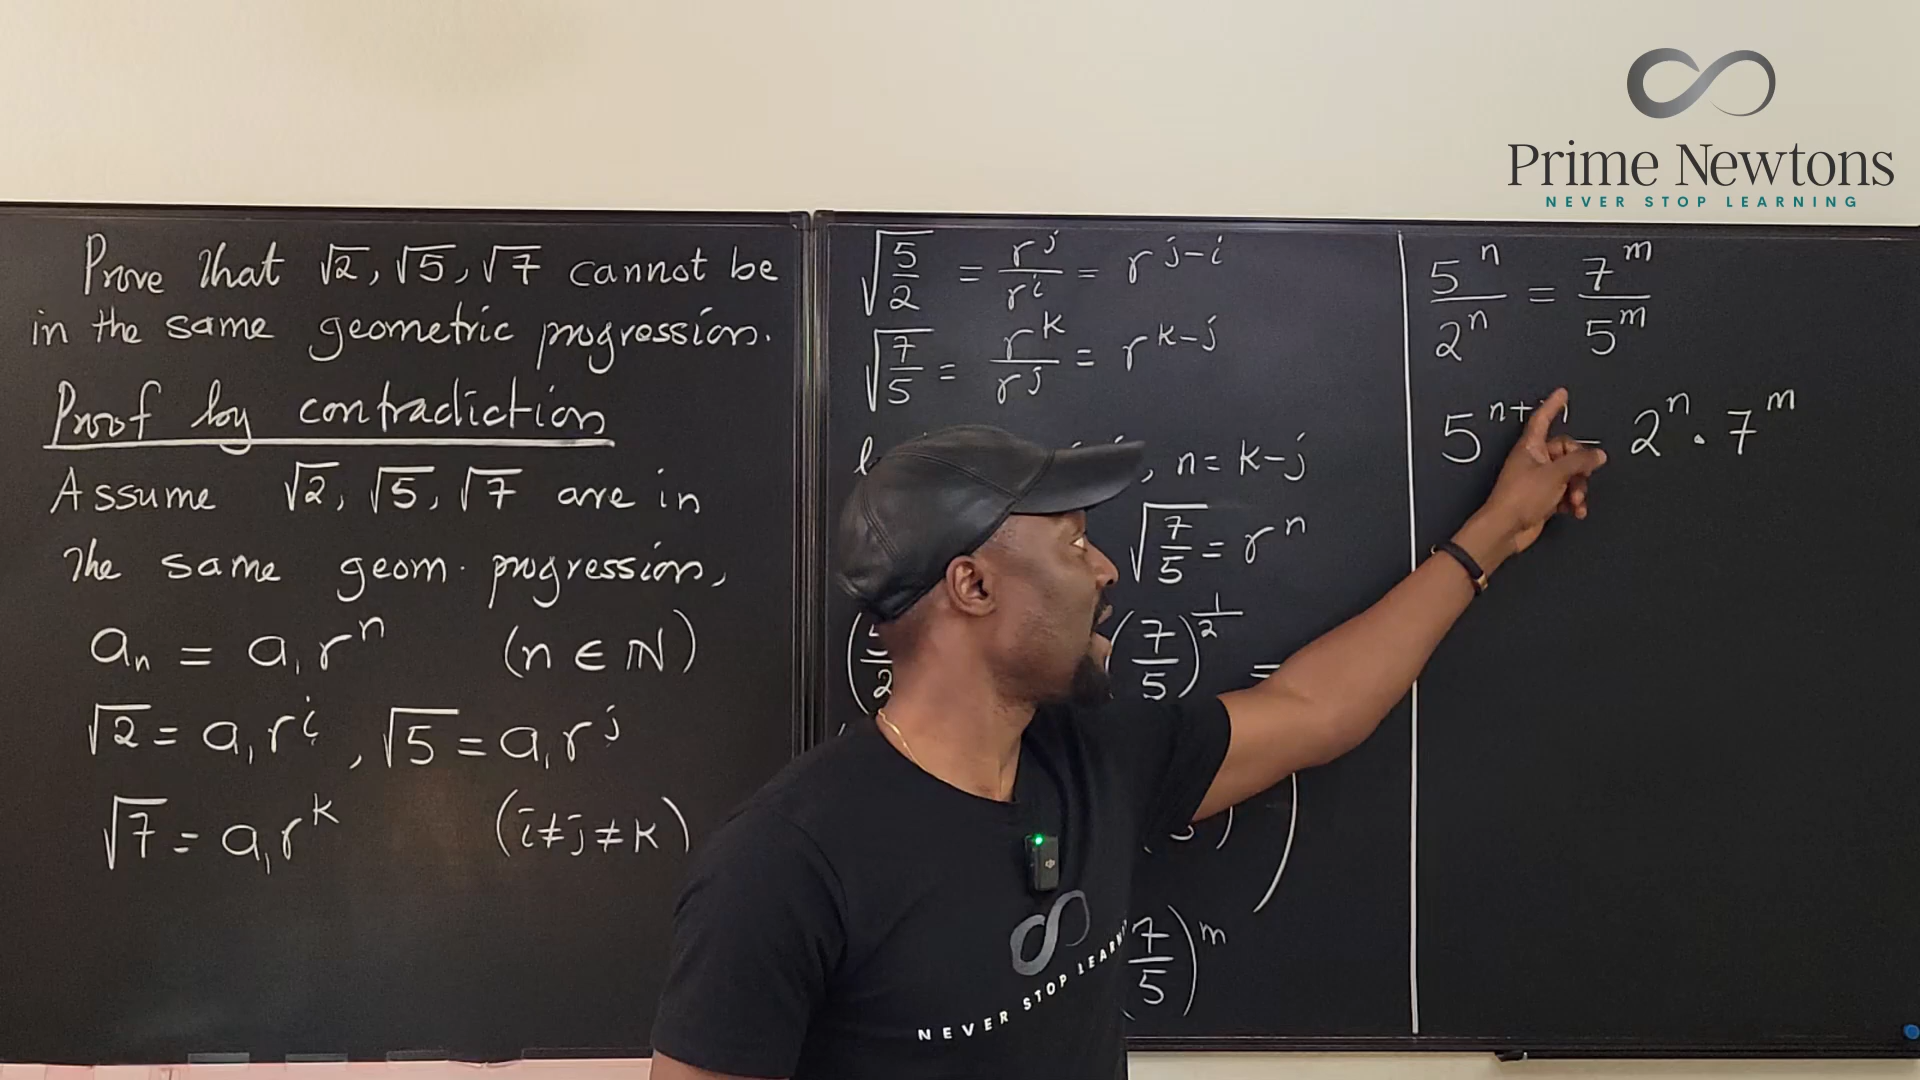 Prime Newtons
NEVER STOP LEARNING
Prove that √2, √5, √7 cannot be
in the same geometric progression.
Proof by contradiction
Assume √2, √5, √7 are in
the same geom. progression,
aₙ = a₁rⁿ (n ∈ ℕ)
√2 = a₁rⁱ, √5 = a₁rʲ
√7 = a₁rᵏ (i≠j≠k)
√(5/2) = rʲ/rⁱ = rʲ⁻ⁱ
√(7/5) = rᵏ/rʲ = rᵏ⁻ʲ
, n = k-j
√(7/5) = rⁿ
(7/5)^(1/2) =
(7/5)ᵐ
5ⁿ/2ⁿ = 7ᵐ/5ᵐ
5ⁿ⁺ = 2ⁿ · 7ᵐ
NEVER STOP LEARN